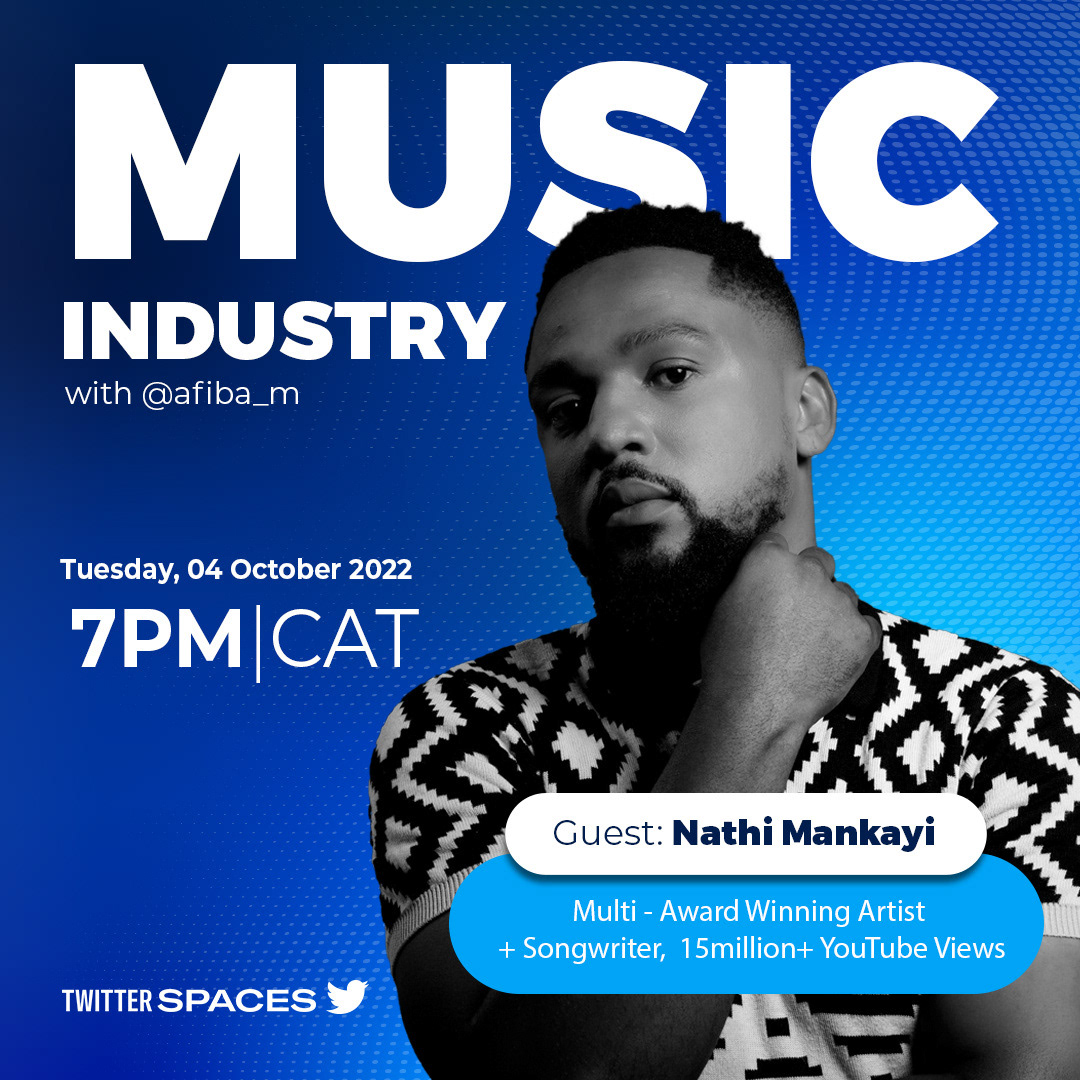 MUSIC
INDUSTRY
with @afiba_m
Tuesday, 04 October 2022
7PM|CAT
Guest: Nathi Mankayi
Multi - Award Winning Artist
+ Songwriter, 15million+ YouTube Views
TWITTER SPACES